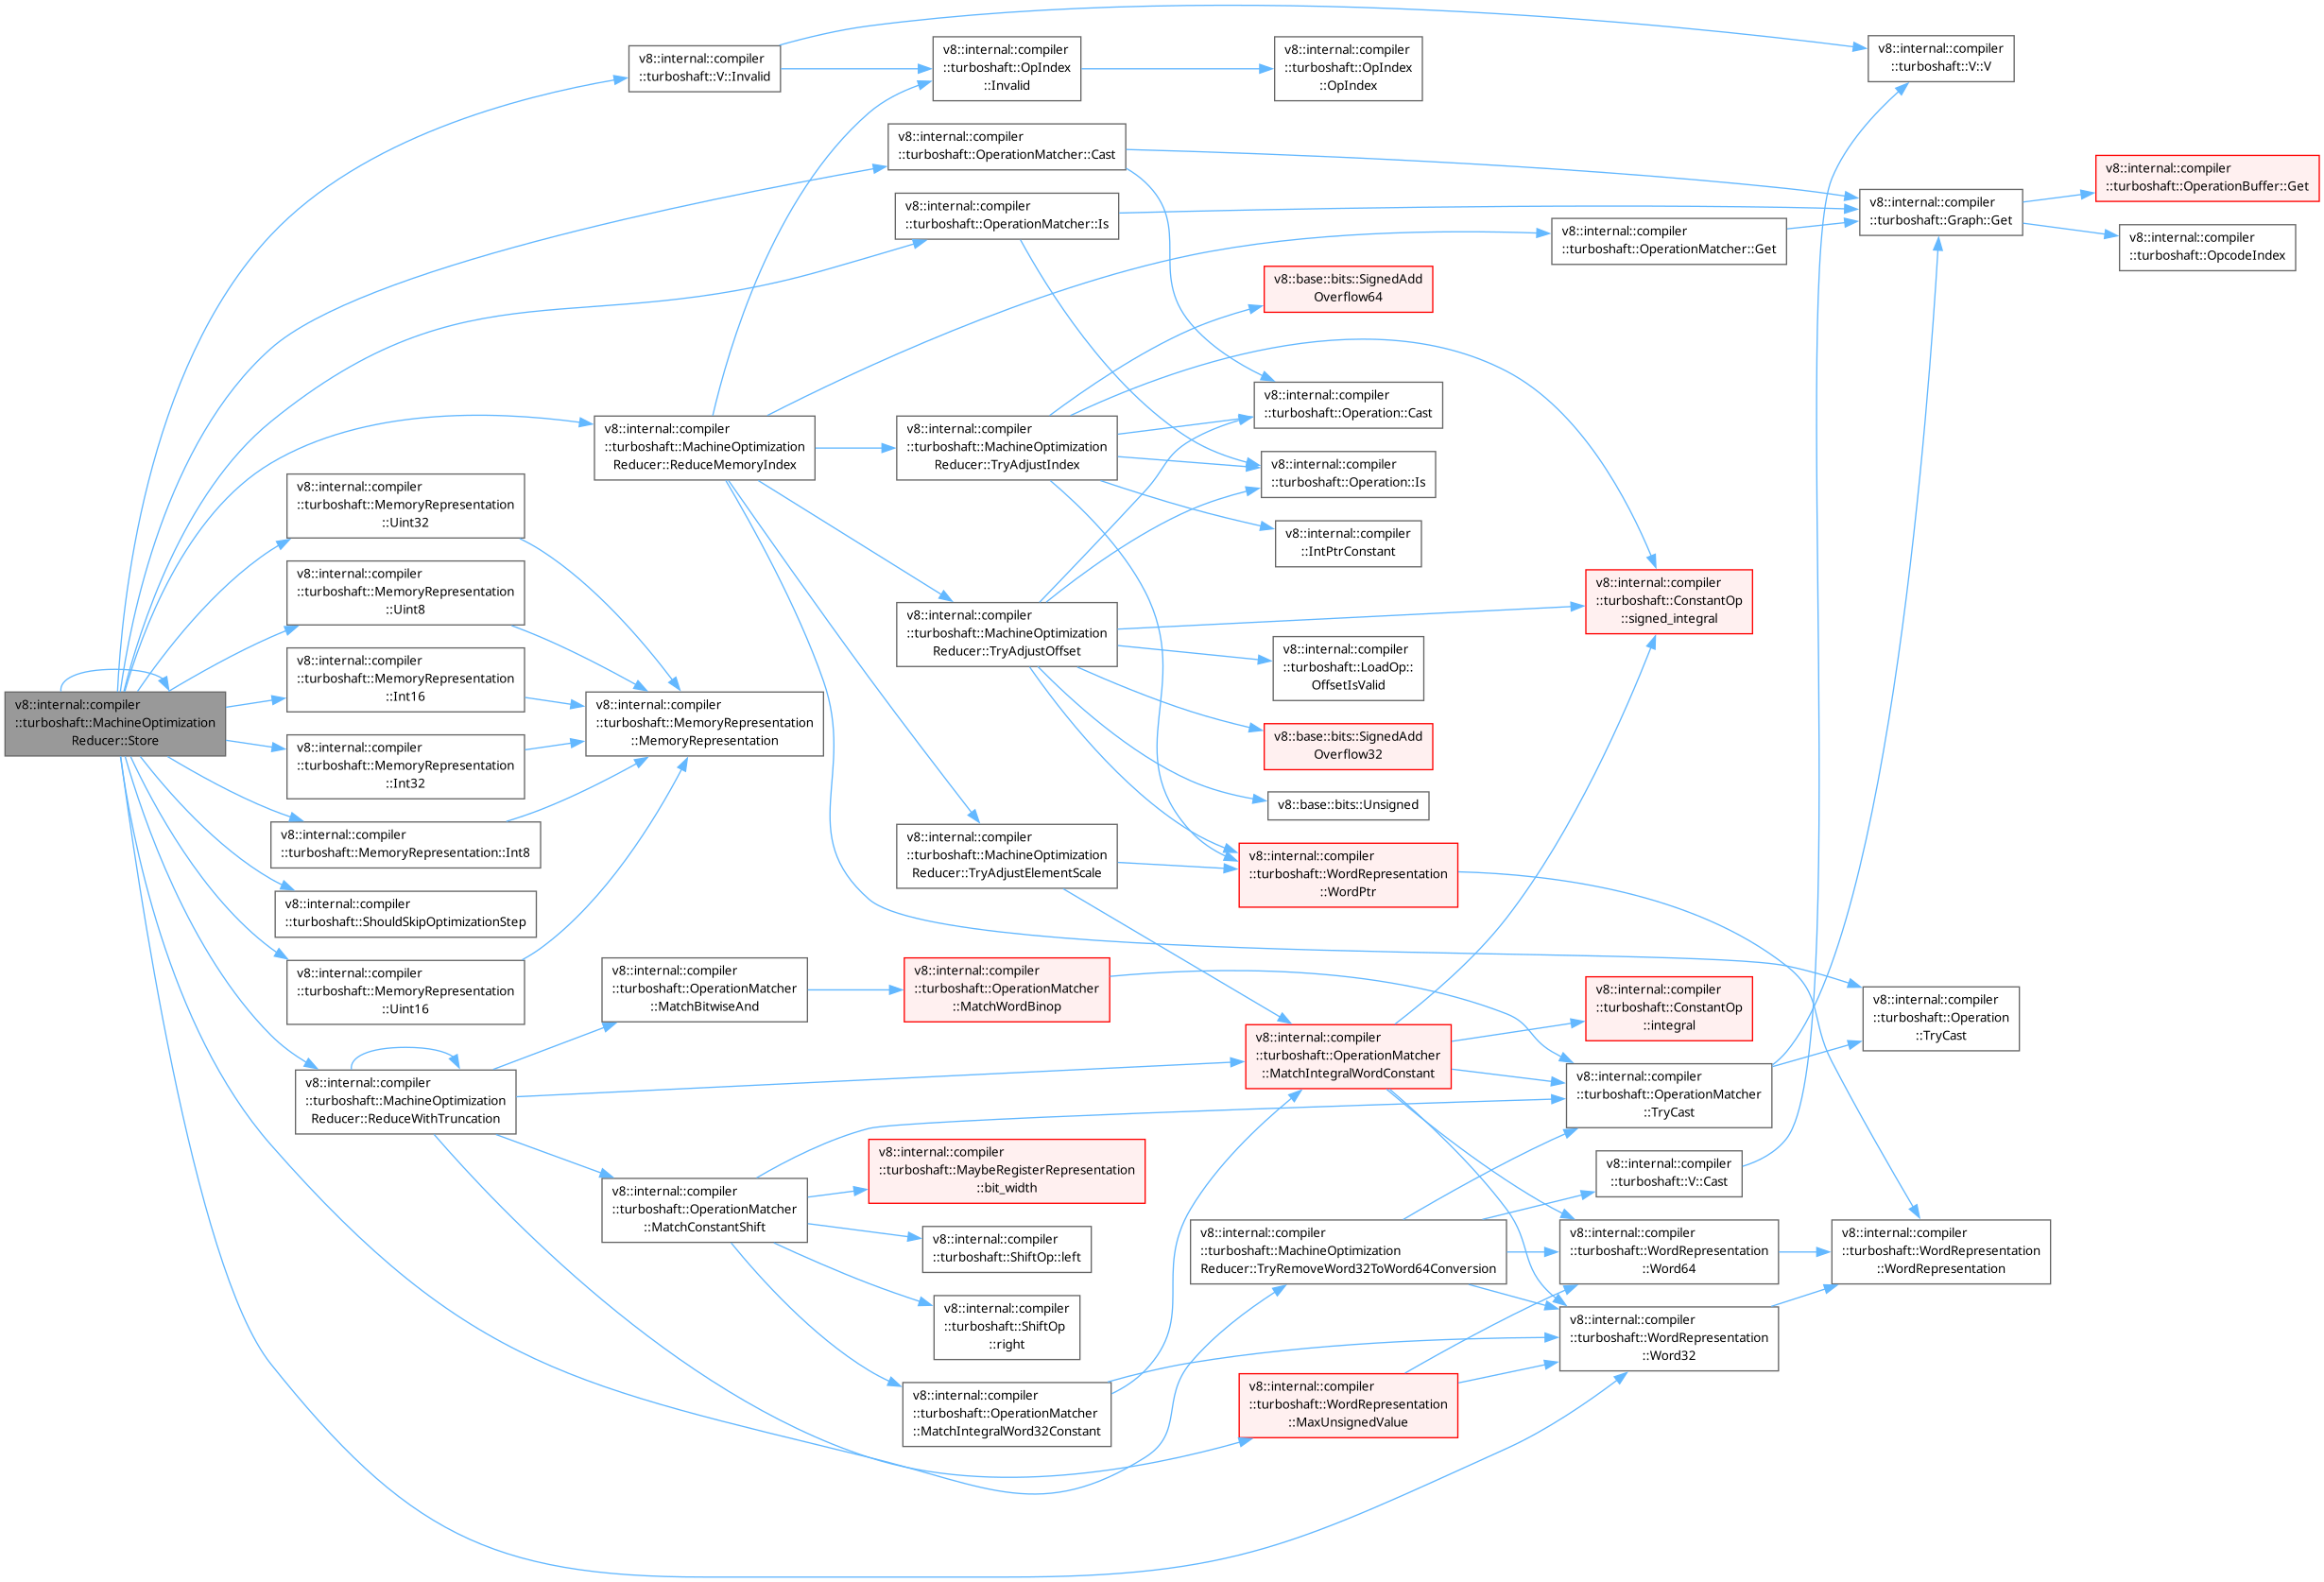 v8::internal::compiler
::turboshaft::MachineOptimization
Reducer::Store
v8::internal::compiler
::turboshaft::V::Invalid
v8::internal::compiler
::turboshaft::OpIndex
::Invalid
v8::internal::compiler
::turboshaft::OpIndex
::OpIndex
v8::internal::compiler
::turboshaft::V::V
v8::internal::compiler
::turboshaft::OperationMatcher::Cast
v8::internal::compiler
::turboshaft::OperationMatcher::Is
v8::internal::compiler
::turboshaft::OperationMatcher::Get
v8::internal::compiler
::turboshaft::Graph::Get
v8::internal::compiler
::turboshaft::OperationBuffer::Get
v8::internal::compiler
::turboshaft::OpcodeIndex
v8::base::bits::SignedAdd
Overflow64
v8::internal::compiler
::turboshaft::MachineOptimization
Reducer::ReduceMemoryIndex
v8::internal::compiler
::turboshaft::MachineOptimization
Reducer::TryAdjustIndex
v8::internal::compiler
::turboshaft::Operation::Cast
v8::internal::compiler
::turboshaft::Operation::Is
v8::internal::compiler
::IntPtrConstant
v8::internal::compiler
::turboshaft::MemoryRepresentation
::Uint32
v8::internal::compiler
::turboshaft::MemoryRepresentation
::Uint8
v8::internal::compiler
::turboshaft::MemoryRepresentation
::Int16
v8::internal::compiler
::turboshaft::MemoryRepresentation
::Int32
v8::internal::compiler
::turboshaft::MemoryRepresentation::Int8
v8::internal::compiler
::turboshaft::ShouldSkipOptimizationStep
v8::internal::compiler
::turboshaft::MemoryRepresentation
::Uint16
v8::internal::compiler
::turboshaft::MemoryRepresentation
::MemoryRepresentation
v8::internal::compiler
::turboshaft::MachineOptimization
Reducer::TryAdjustOffset
v8::internal::compiler
::turboshaft::ConstantOp
::signed_integral
v8::internal::compiler
::turboshaft::LoadOp::
OffsetIsValid
v8::base::bits::SignedAdd
Overflow32
v8::base::bits::Unsigned
v8::internal::compiler
::turboshaft::MachineOptimization
Reducer::TryAdjustElementScale
v8::internal::compiler
::turboshaft::WordRepresentation
::WordPtr
v8::internal::compiler
::turboshaft::OperationMatcher
::MatchBitwiseAnd
v8::internal::compiler
::turboshaft::OperationMatcher
::MatchWordBinop
v8::internal::compiler
::turboshaft::MachineOptimization
Reducer::ReduceWithTruncation
v8::internal::compiler
::turboshaft::OperationMatcher
::MatchIntegralWordConstant
v8::internal::compiler
::turboshaft::ConstantOp
::integral
v8::internal::compiler
::turboshaft::OperationMatcher
::TryCast
v8::internal::compiler
::turboshaft::Operation
::TryCast
v8::internal::compiler
::turboshaft::OperationMatcher
::MatchConstantShift
v8::internal::compiler
::turboshaft::MaybeRegisterRepresentation
::bit_width
v8::internal::compiler
::turboshaft::ShiftOp::left
v8::internal::compiler
::turboshaft::ShiftOp
::right
v8::internal::compiler
::turboshaft::OperationMatcher
::MatchIntegralWord32Constant
v8::internal::compiler
::turboshaft::MachineOptimization
Reducer::TryRemoveWord32ToWord64Conversion
v8::internal::compiler
::turboshaft::V::Cast
v8::internal::compiler
::turboshaft::WordRepresentation
::Word64
v8::internal::compiler
::turboshaft::WordRepresentation
::Word32
v8::internal::compiler
::turboshaft::WordRepresentation
::WordRepresentation
v8::internal::compiler
::turboshaft::WordRepresentation
::MaxUnsignedValue